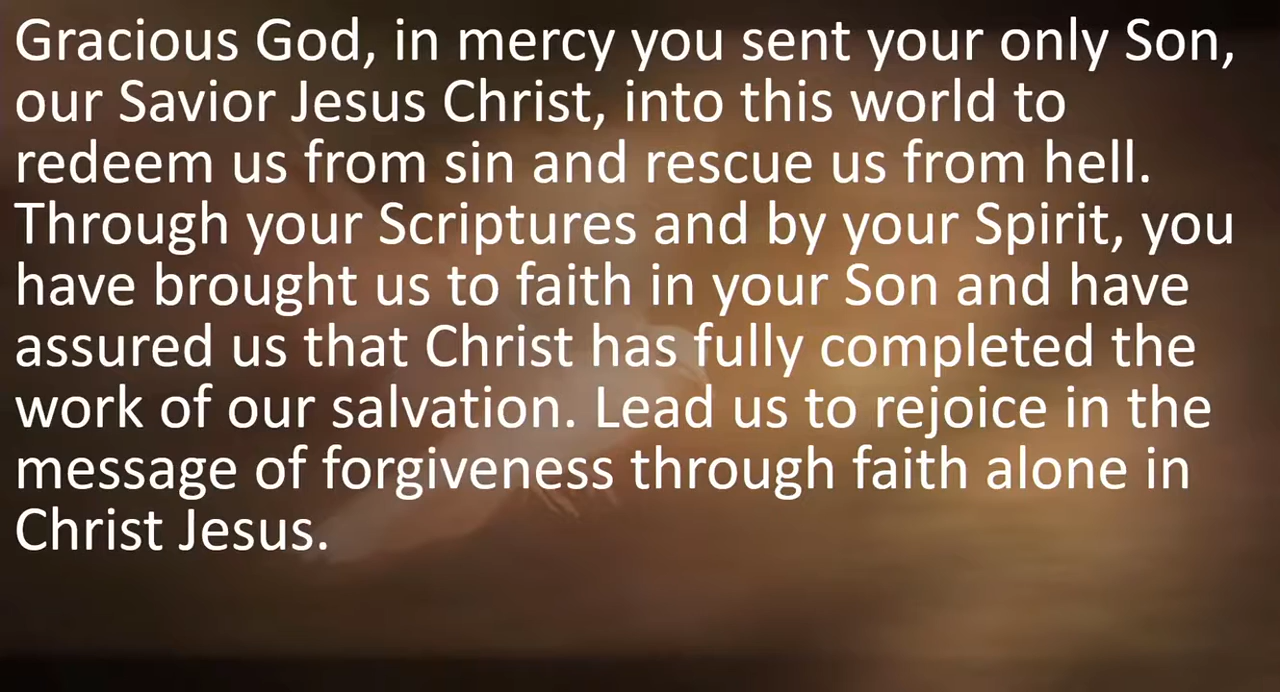 Gracious God, in mercy you sent your only Son,
our Savior Jesus Christ, into this world to
redeem us from sin and rescue us from hell.
Through your Scriptures and by your Spirit, you
have brought us to faith in your Son and have
assured us that Christ has fully completed the
work of our salvation. Lead us to rejoice in the
message of forgiveness through faith alone in
Christ Jesus.